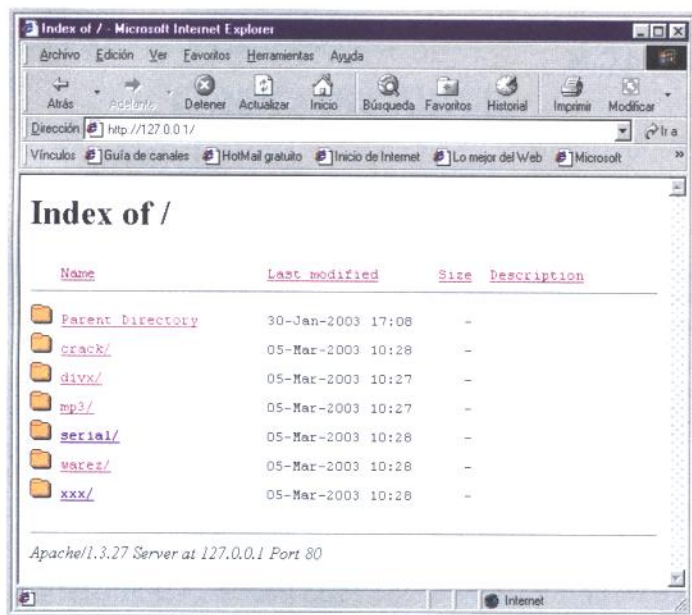 Index of / - Microsoft Internet Explorer
Archivo Edición Ver Favoritos Herramientas Ayuda
Atrás Adelante Detener Actualizar Inicio Búsqueda Favoritos Historial Imprimir Modificar
Dirección http://127.0.0.1/ Ir a
Vínculos Guía de canales HotMail gratuito Inicio de Internet Lo mejor del Web Microsoft »
Index of /
Name Last modified Size Description
Parent Directory 30-Jan-2003 17:08 -
crack/ 05-Mar-2003 10:28 -
divx/ 05-Mar-2003 10:27 -
mp3/ 05-Mar-2003 10:27 -
serial/ 05-Mar-2003 10:28 -
warez/ 05-Mar-2003 10:28 -
xxx/ 05-Mar-2003 10:28 -
Apache/1.3.27 Server at 127.0.0.1 Port 80
Internet